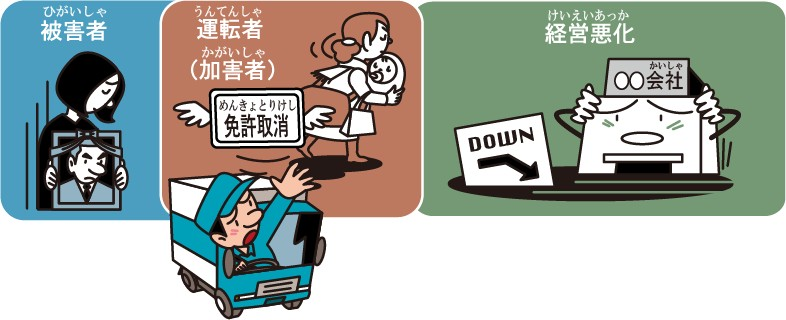 ひがいしゃ
被害者
うんてんしゃ
運転者
かがいしゃ
(加害者)
めんきょとりけし
免許取消
けいえいあっか
経営悪化
かいしゃ
○○会社
DOWN